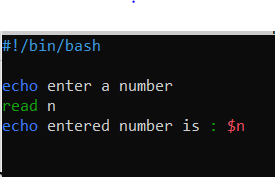 #!/bin/bash
echo enter a number
read n
echo entered number is : $n